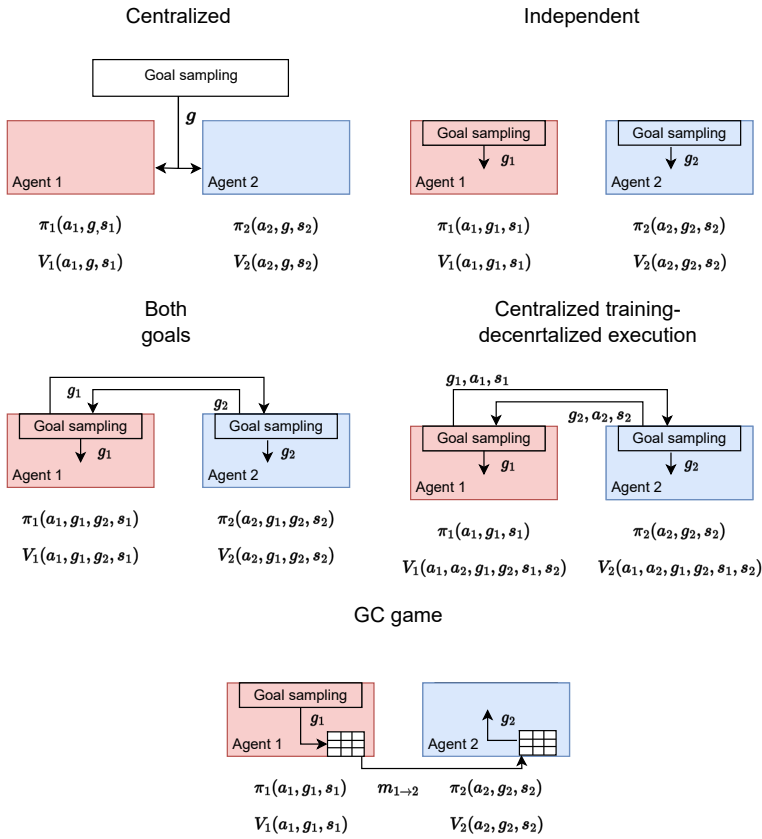 Centralized
Independent
Goal sampling
g
Agent 1
Agent 2
π₁(a₁, g, s₁)
π₂(a₂, g, s₂)
V₁(a₁, g, s₁)
V₂(a₂, g, s₂)
Goal sampling
g₁
Agent 1
Goal sampling
g₂
Agent 2
π₁(a₁, g₁, s₁)
π₂(a₂, g₂, s₂)
V₁(a₁, g₁, s₁)
V₂(a₂, g₂, s₂)
Both
goals
g₁
g₂
Goal sampling
g₁
Agent 1
Goal sampling
g₂
Agent 2
π₁(a₁, g₁, g₂, s₁)
π₂(a₂, g₁, g₂, s₂)
V₁(a₁, g₁, g₂, s₁)
V₂(a₂, g₁, g₂, s₂)
Centralized training-
decenrtalized execution
g₁, a₁, s₁
g₂, a₂, s₂
Goal sampling
g₁
Agent 1
Goal sampling
g₂
Agent 2
π₁(a₁, g₁, s₁)
π₂(a₂, g₂, s₂)
V₁(a₁, a₂, g₁, g₂, s₁, s₂)
V₂(a₁, a₂, g₁, g₂, s₁, s₂)
GC game
Goal sampling
g₁
Agent 1
g₂
Agent 2
π₁(a₁, g₁, s₁)
m₁→₂
π₂(a₂, g₂, s₂)
V₁(a₁, g₁, s₁)
V₂(a₂, g₂, s₂)